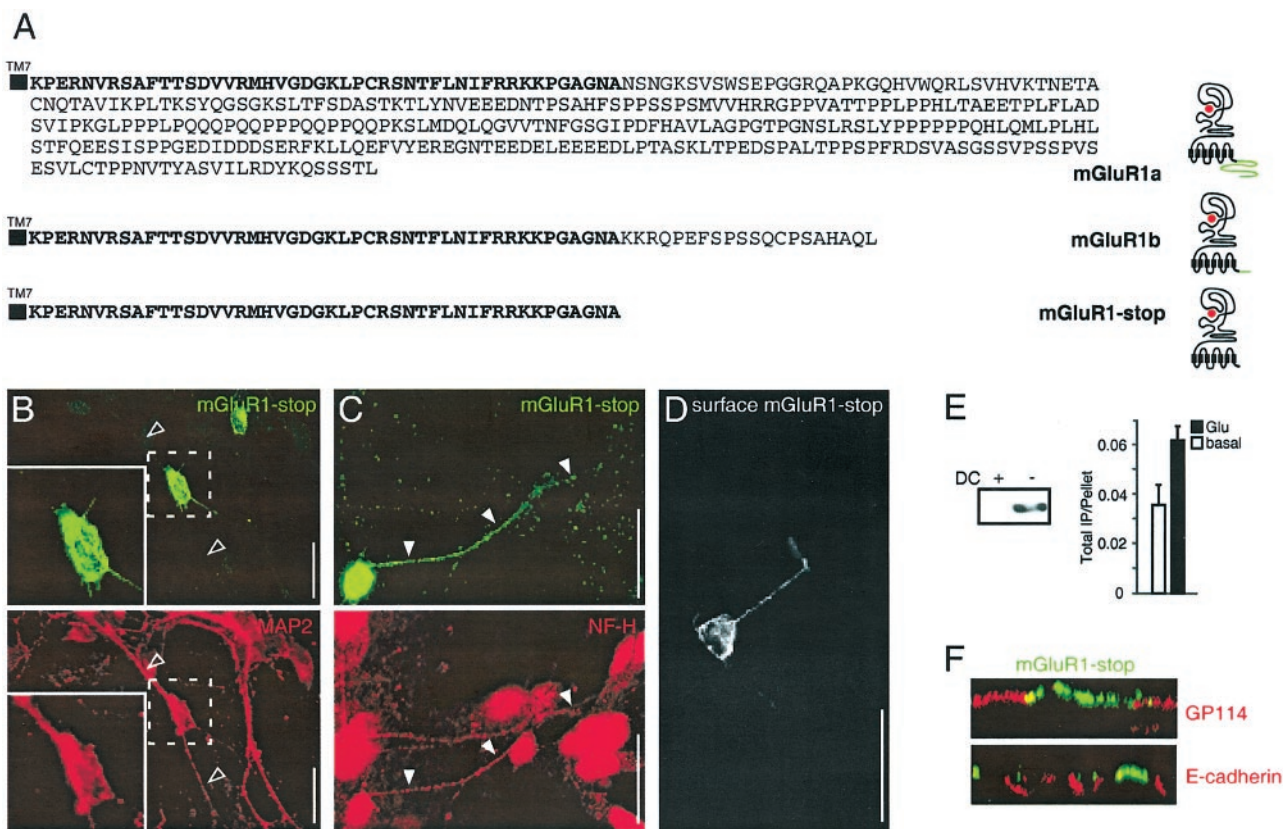 A
TM7
KPERNVRSAFTTSDVVRMHVGDGKLPCRSNTFLNIFRRKKPGAGNANSNGKSVSWSEPGGRQAPKGQHVWQRLSVHVKTNETA
CNQTAVIKPLTKSYQGSGKSLTFSDASTKTLYNVEEEDNTPSAHFSPPSSPSMVVHRRGPPVATTPPLPPHLTAEETPLFLAD
SVIPKGLPPPLPQQQPQQPPPQQPPQQPKSLMDQLQGVVTNFGSGIPDFHAVLAGPGTPGNSLRSLYPPPPPPQHLQMLPLHL
STFQEESISPPGEDIDDDSERFKLLQEFVYEREGNTEEDELEEEEDLPTASKLTPEDSPALTPPSPFRDSVASGSSVPSSPVS
ESVLCTPPNVTYASVILRDYKQSSSTL
mGluR1a
TM7
KPERNVRSAFTTSDVVRMHVGDGKLPCRSNTFLNIFRRKKPGAGNAKKRQPEFSPSSQCPSAHAQL
mGluR1b
TM7
KPERNVRSAFTTSDVVRMHVGDGKLPCRSNTFLNIFRRKKPGAGNA
mGluR1-stop
B
mGluR1-stop
MAP2
C
mGluR1-stop
NF-H
D
surface mGluR1-stop
E
DC + -
Total IP/Pellet
0.06
0.04
0.02
0
Glu
basal
F
mGluR1-stop
GP114
E-cadherin